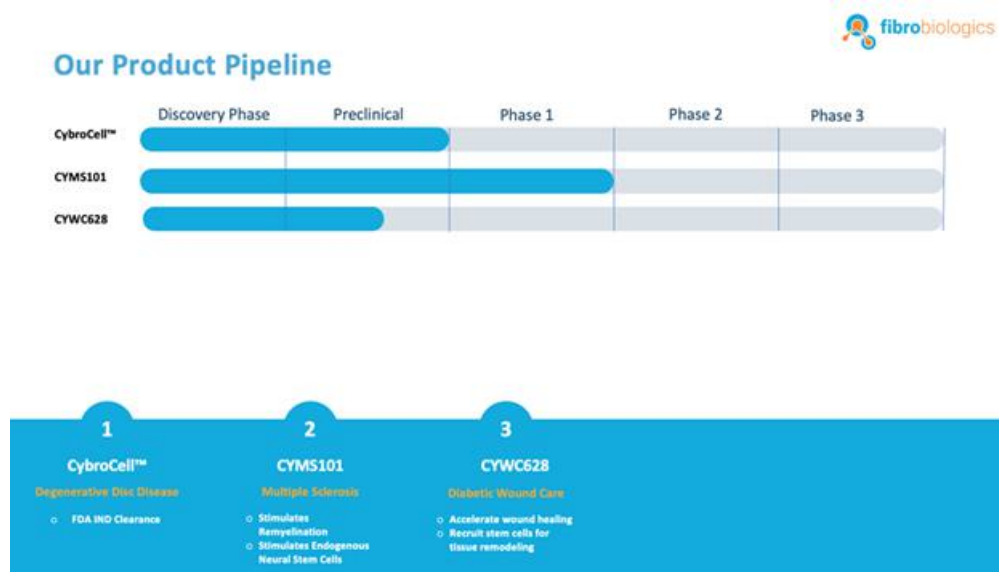 fibrobiologics
Our Product Pipeline
Discovery Phase Preclinical Phase 1 Phase 2 Phase 3
CybroCell™
CYMS101
CYWC628
1
CybroCell™
Degenerative Disc Disease
o FDA IND Clearance
2
CYMS101
Multiple Sclerosis
o Stimulates
Remyelination
o Stimulates Endogenous
Neural Stem Cells
3
CYWC628
Diabetic Wound Care
o Accelerate wound healing
o Recruit stem cells for
tissue remodeling